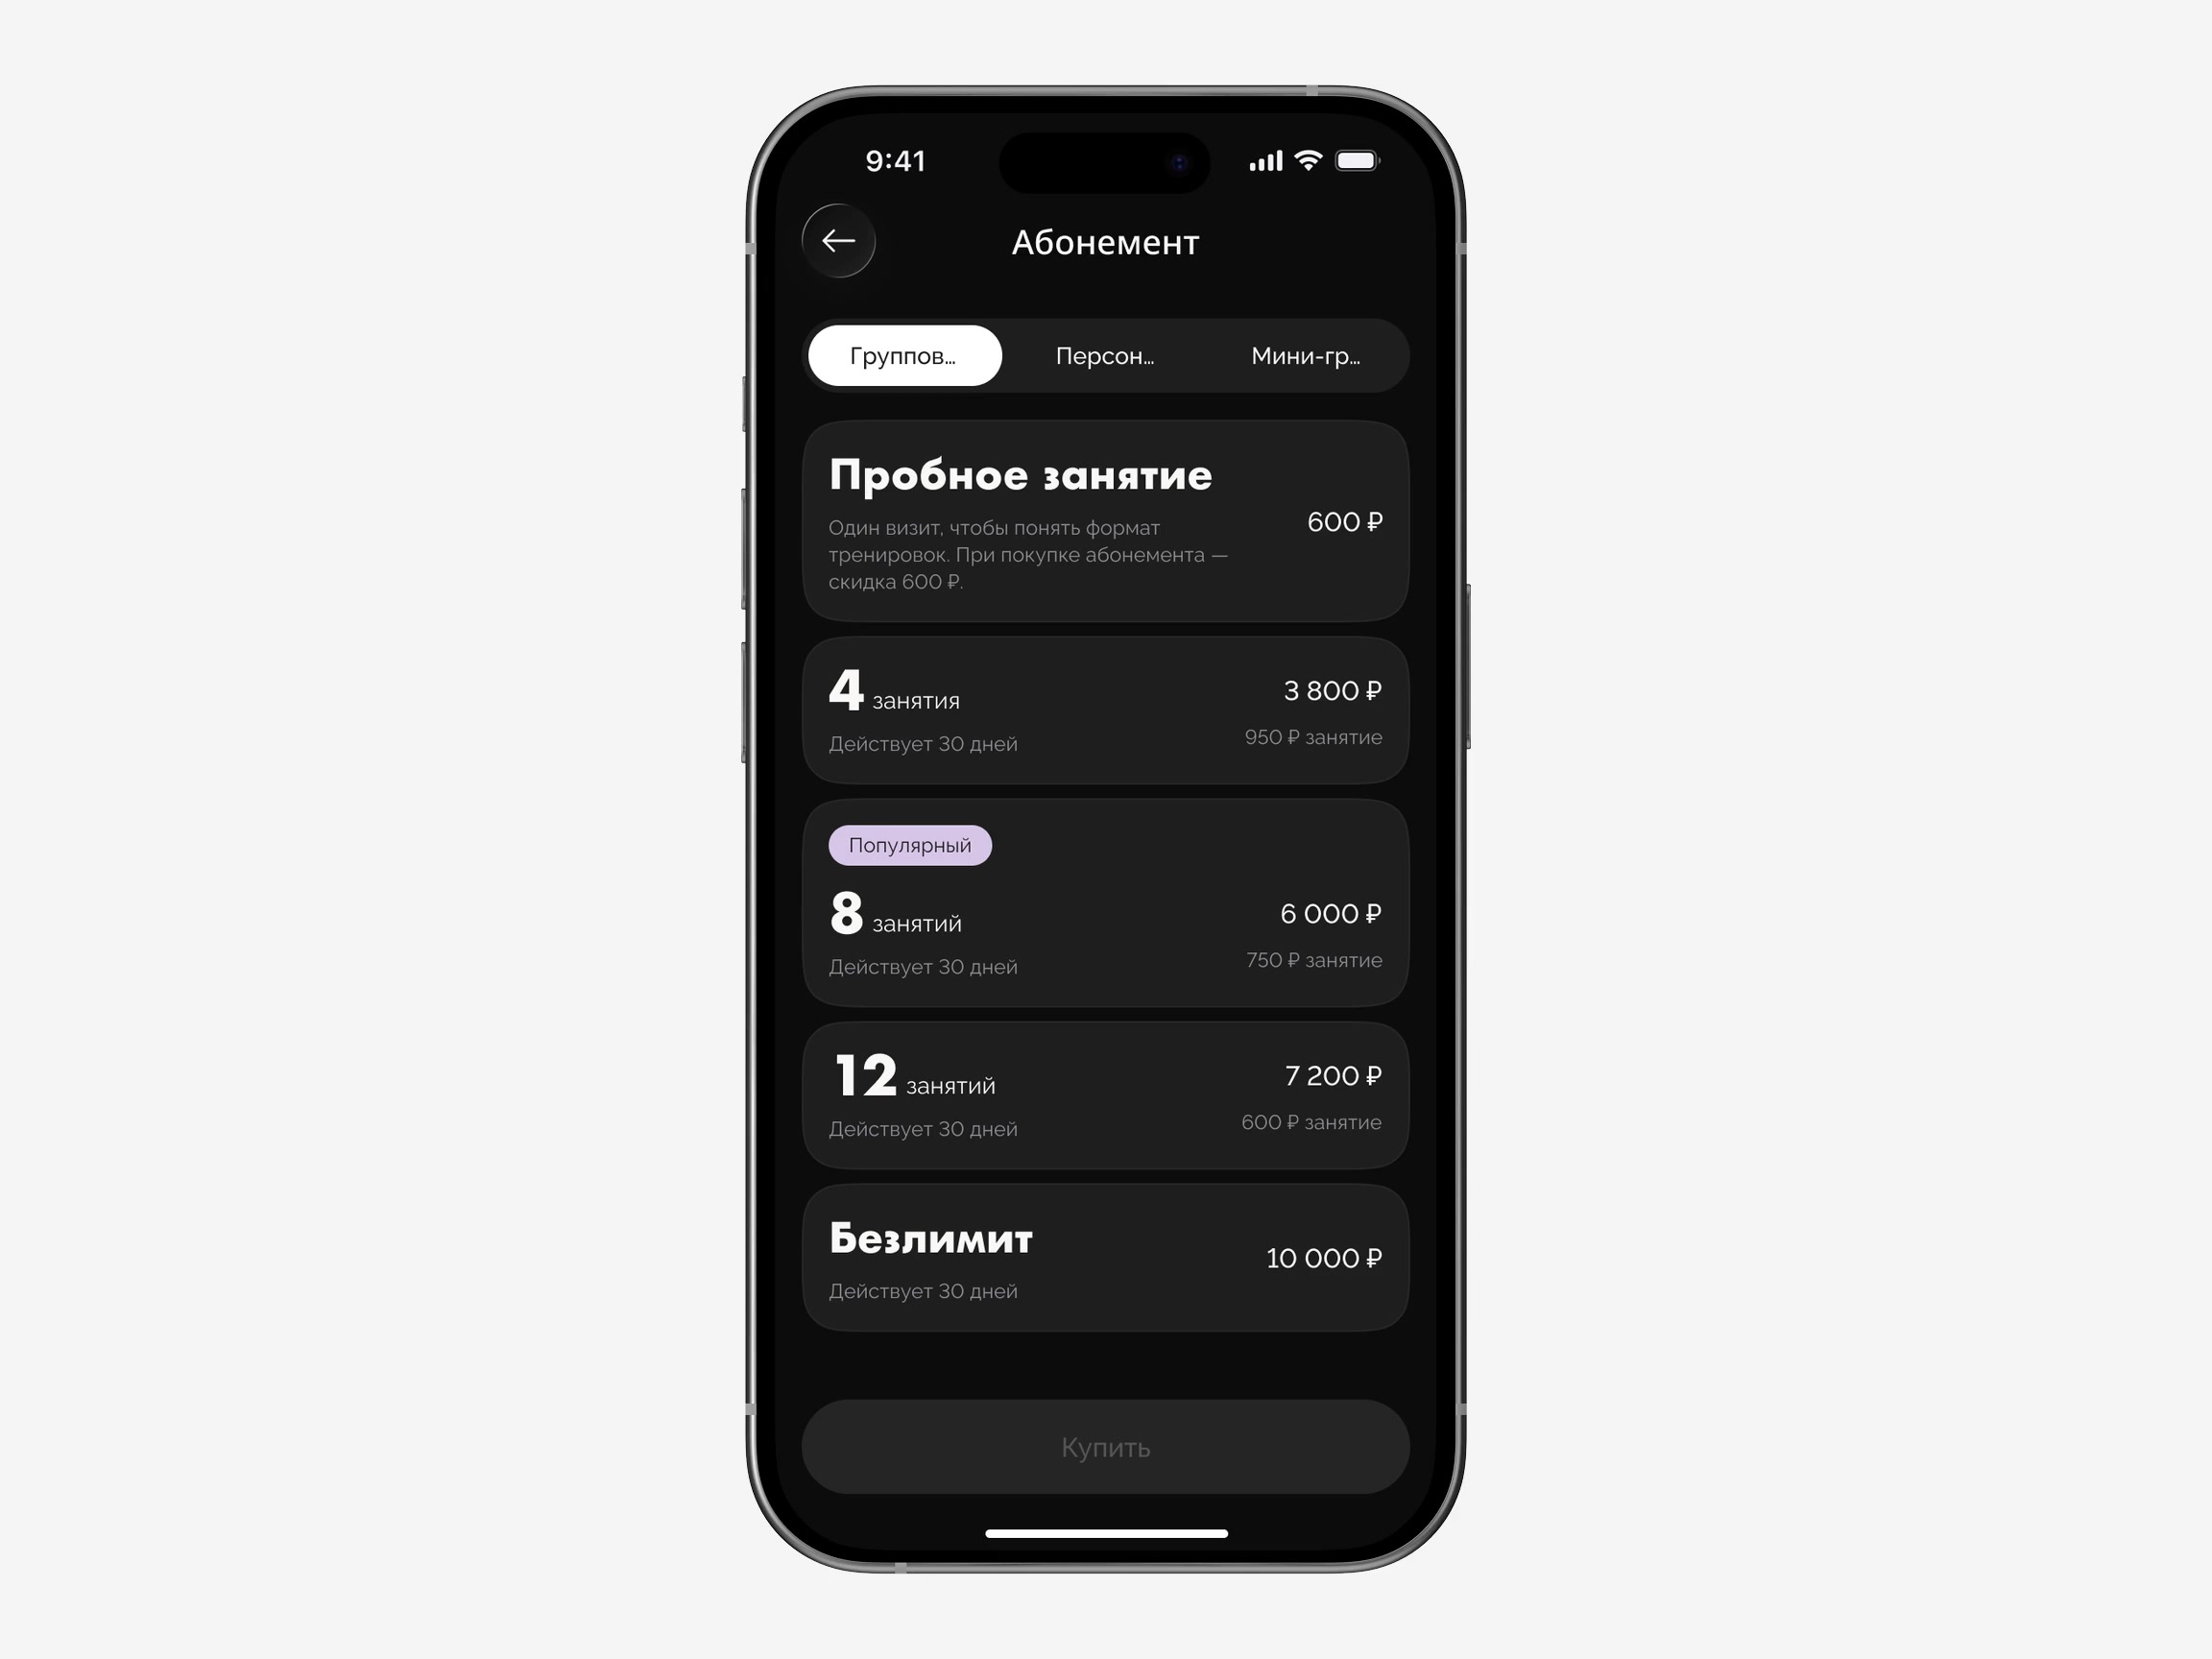 9:41
Абонемент
Группов...
Персон...
Мини-гр...
Пробное занятие
Один визит, чтобы понять формат
тренировок. При покупке абонемента —
скидка 600 ₽.
600 ₽
4 занятия
Действует 30 дней
3 800 ₽
950 ₽ занятие
Популярный
8 занятий
Действует 30 дней
6 000 ₽
750 ₽ занятие
12 занятий
Действует 30 дней
7 200 ₽
600 ₽ занятие
Безлимит
Действует 30 дней
10 000 ₽
Купить